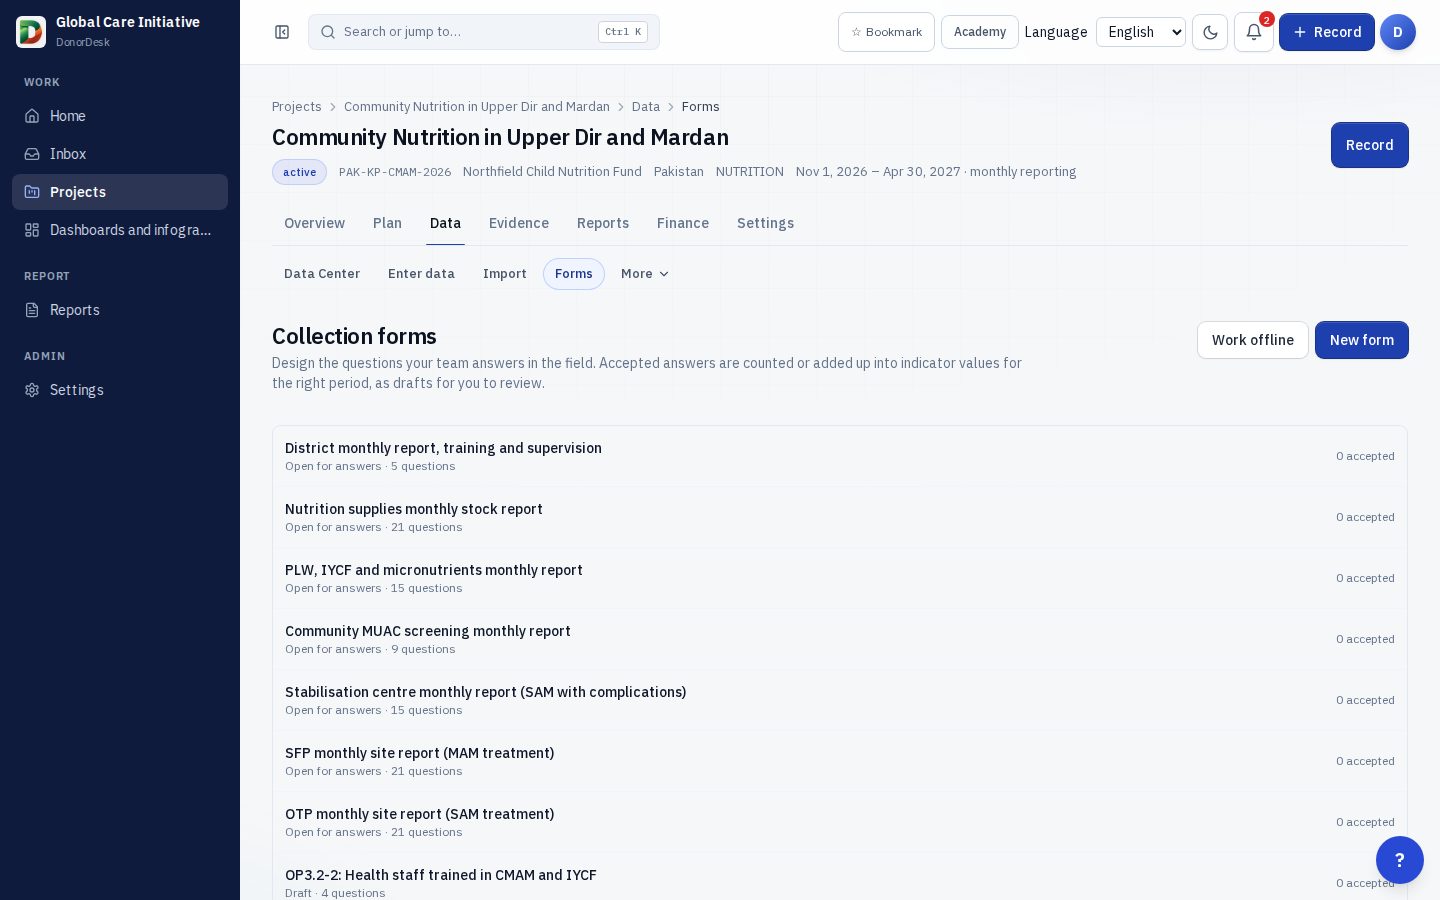 Global Care Initiative
DonorDesk
WORK
Home
Inbox
Projects
Dashboards and infogra...
REPORT
Reports
ADMIN
Settings
Search or jump to...
Ctrl K
☆ Bookmark
Academy
Language
English
2
+ Record
D
Projects > Community Nutrition in Upper Dir and Mardan > Data > Forms
Community Nutrition in Upper Dir and Mardan
Record
active PAK-KP-CMAM-2026 Northfield Child Nutrition Fund Pakistan NUTRITION Nov 1, 2026 – Apr 30, 2027 · monthly reporting
Overview Plan Data Evidence Reports Finance Settings
Data Center Enter data Import Forms More
Collection forms
Work offline
New form
Design the questions your team answers in the field. Accepted answers are counted or added up into indicator values for
the right period, as drafts for you to review.
District monthly report, training and supervision
Open for answers · 5 questions
0 accepted
Nutrition supplies monthly stock report
Open for answers · 21 questions
0 accepted
PLW, IYCF and micronutrients monthly report
Open for answers · 15 questions
0 accepted
Community MUAC screening monthly report
Open for answers · 9 questions
0 accepted
Stabilisation centre monthly report (SAM with complications)
Open for answers · 15 questions
0 accepted
SFP monthly site report (MAM treatment)
Open for answers · 21 questions
0 accepted
OTP monthly site report (SAM treatment)
Open for answers · 21 questions
0 accepted
OP3.2-2: Health staff trained in CMAM and IYCF
Draft · 4 questions
0 accepted
?